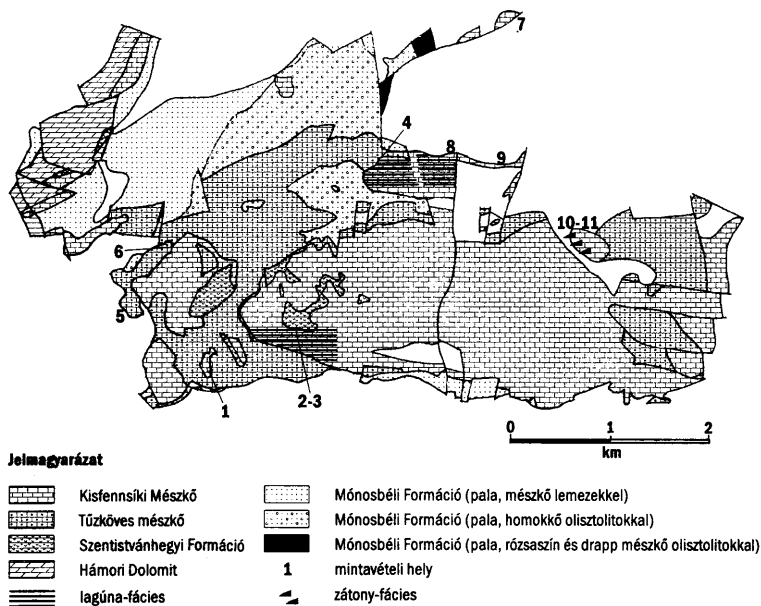 7
4
8
9
10-11
6
5
1
2-3
0 1 2
km
Jelmagyarázat
Kisfennsíki Mészkő
Tűzköves mészkő
Szentistvánhegyi Formáció
Hámori Dolomit
lagúna-fácies
Mónosbéli Formáció (pala, mészkő lemezekkel)
Mónosbéli Formáció (pala, homokkő olisztolitokkal)
Mónosbéli Formáció (pala, rózsaszín és drapp mészkő olisztolitokkal)
1 mintavételi hely
zátony-fácies